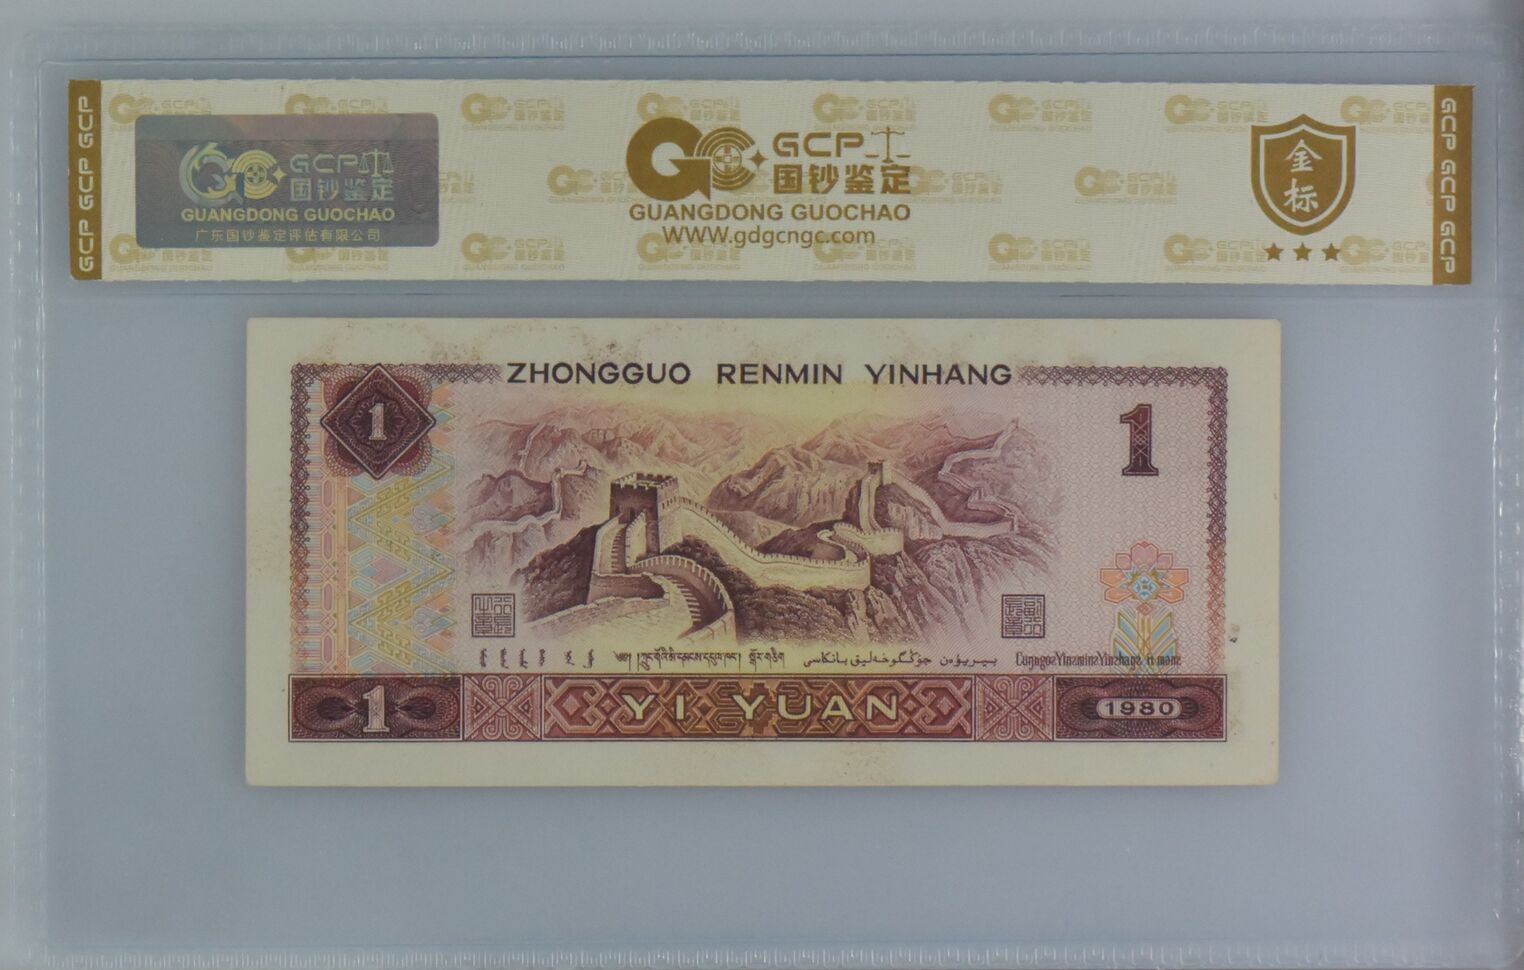 GCP GCP GCP
GCP
国钞鉴定
GUANGDONG GUOCHAO
广东国钞鉴定评估有限公司
GCP
国钞鉴定
GUANGDONG GUOCHAO
WWW.gdgcngc.com
金标
GCP GCP GCP
ZHONGGUO RENMIN YINHANG
1
1
1
YI YUAN
1980